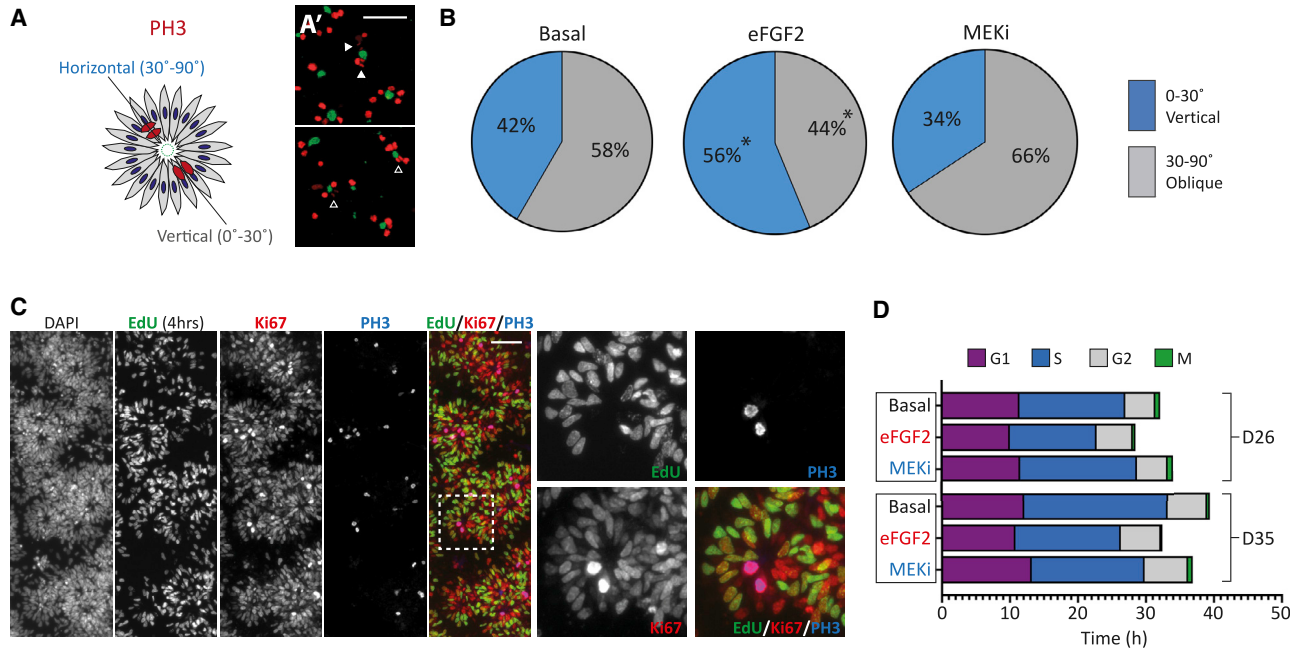 A
PH3
Horizontal (30˚-90˚)
Vertical (0˚-30˚)
A′
B
Basal
eFGF2
MEKi
42%
58%
56%*
44%*
34%
66%
0-30˚
Vertical
30-90˚
Oblique
C
DAPI
EdU (4hrs)
Ki67
PH3
EdU/Ki67/PH3
EdU
PH3
Ki67
EdU/Ki67/PH3
D
G1 S G2 M
Basal
eFGF2
MEKi
D26
Basal
eFGF2
MEKi
D35
0 10 20 30 40 50
Time (h)